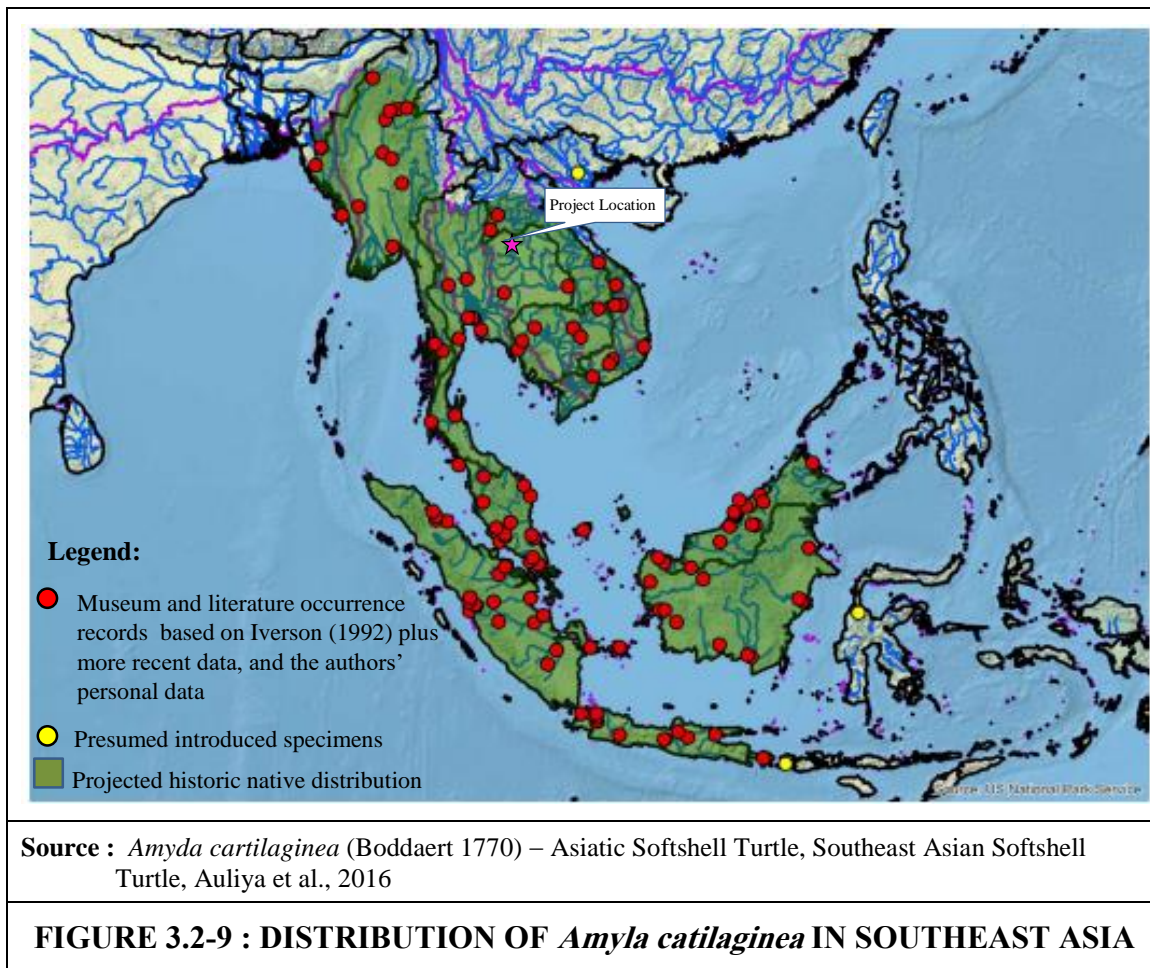 Project Location
Legend:
Museum and literature occurrence
records based on Iverson (1992) plus
more recent data, and the authors'
personal data
Presumed introduced specimens
Projected historic native distribution
Source: US National Park Service
Source : Amyda cartilaginea (Boddaert 1770) – Asiatic Softshell Turtle, Southeast Asian Softshell
Turtle, Auliya et al., 2016
FIGURE 3.2-9 : DISTRIBUTION OF Amyla catilaginea IN SOUTHEAST ASIA